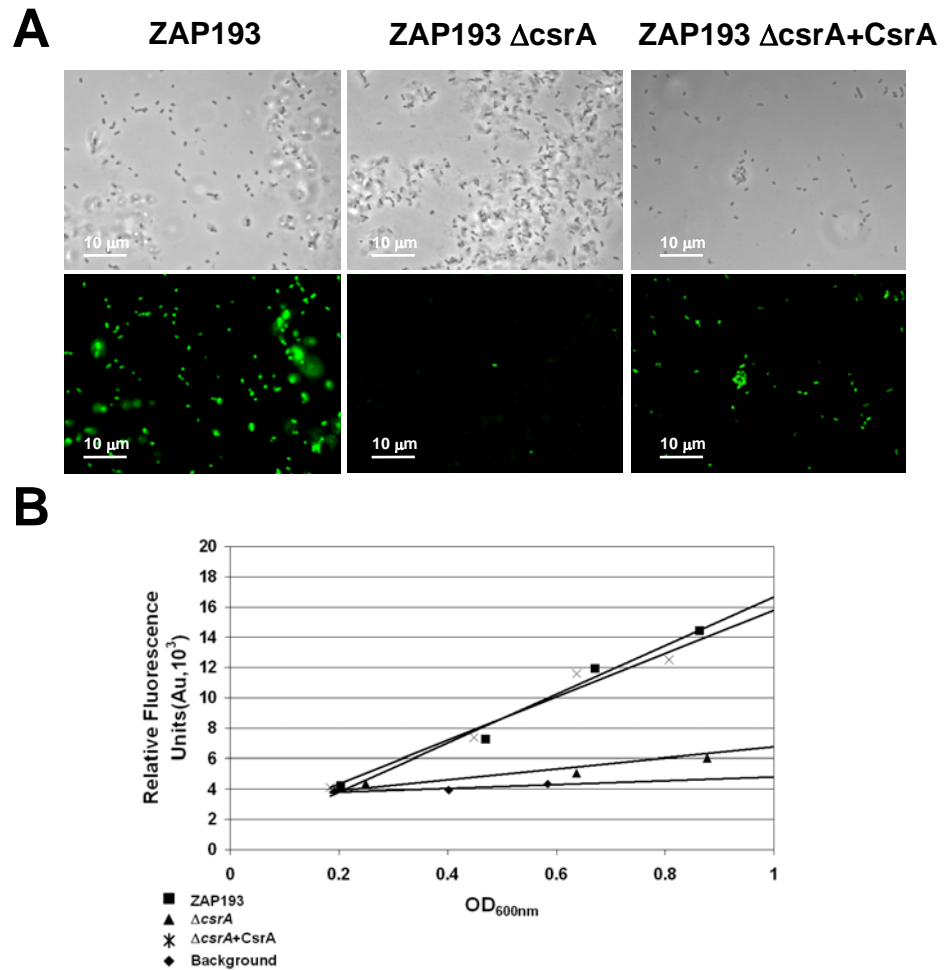 A
ZAP193
ZAP193 ΔcsrA
ZAP193 ΔcsrA+CsrA
10 µm
10 µm
10 µm
10 µm
10 µm
10 µm
B
Relative Fluorescence
Units(Au,10³)
20
18
16
14
12
10
8
6
4
2
0
0
0.2
0.4
0.6
0.8
1
OD600nm
ZAP193
ΔcsrA
ΔcsrA+CsrA
Background